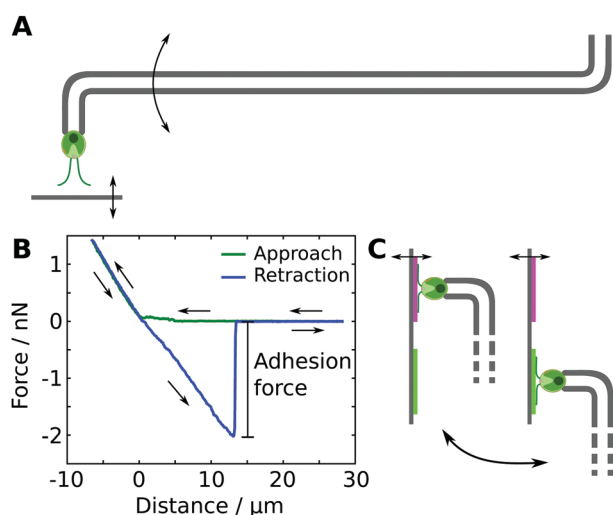 A
B
Approach
Retraction
1
0
-1
-2
Force / nN
Adhesion
force
-10
0
10
20
30
Distance / µm
C